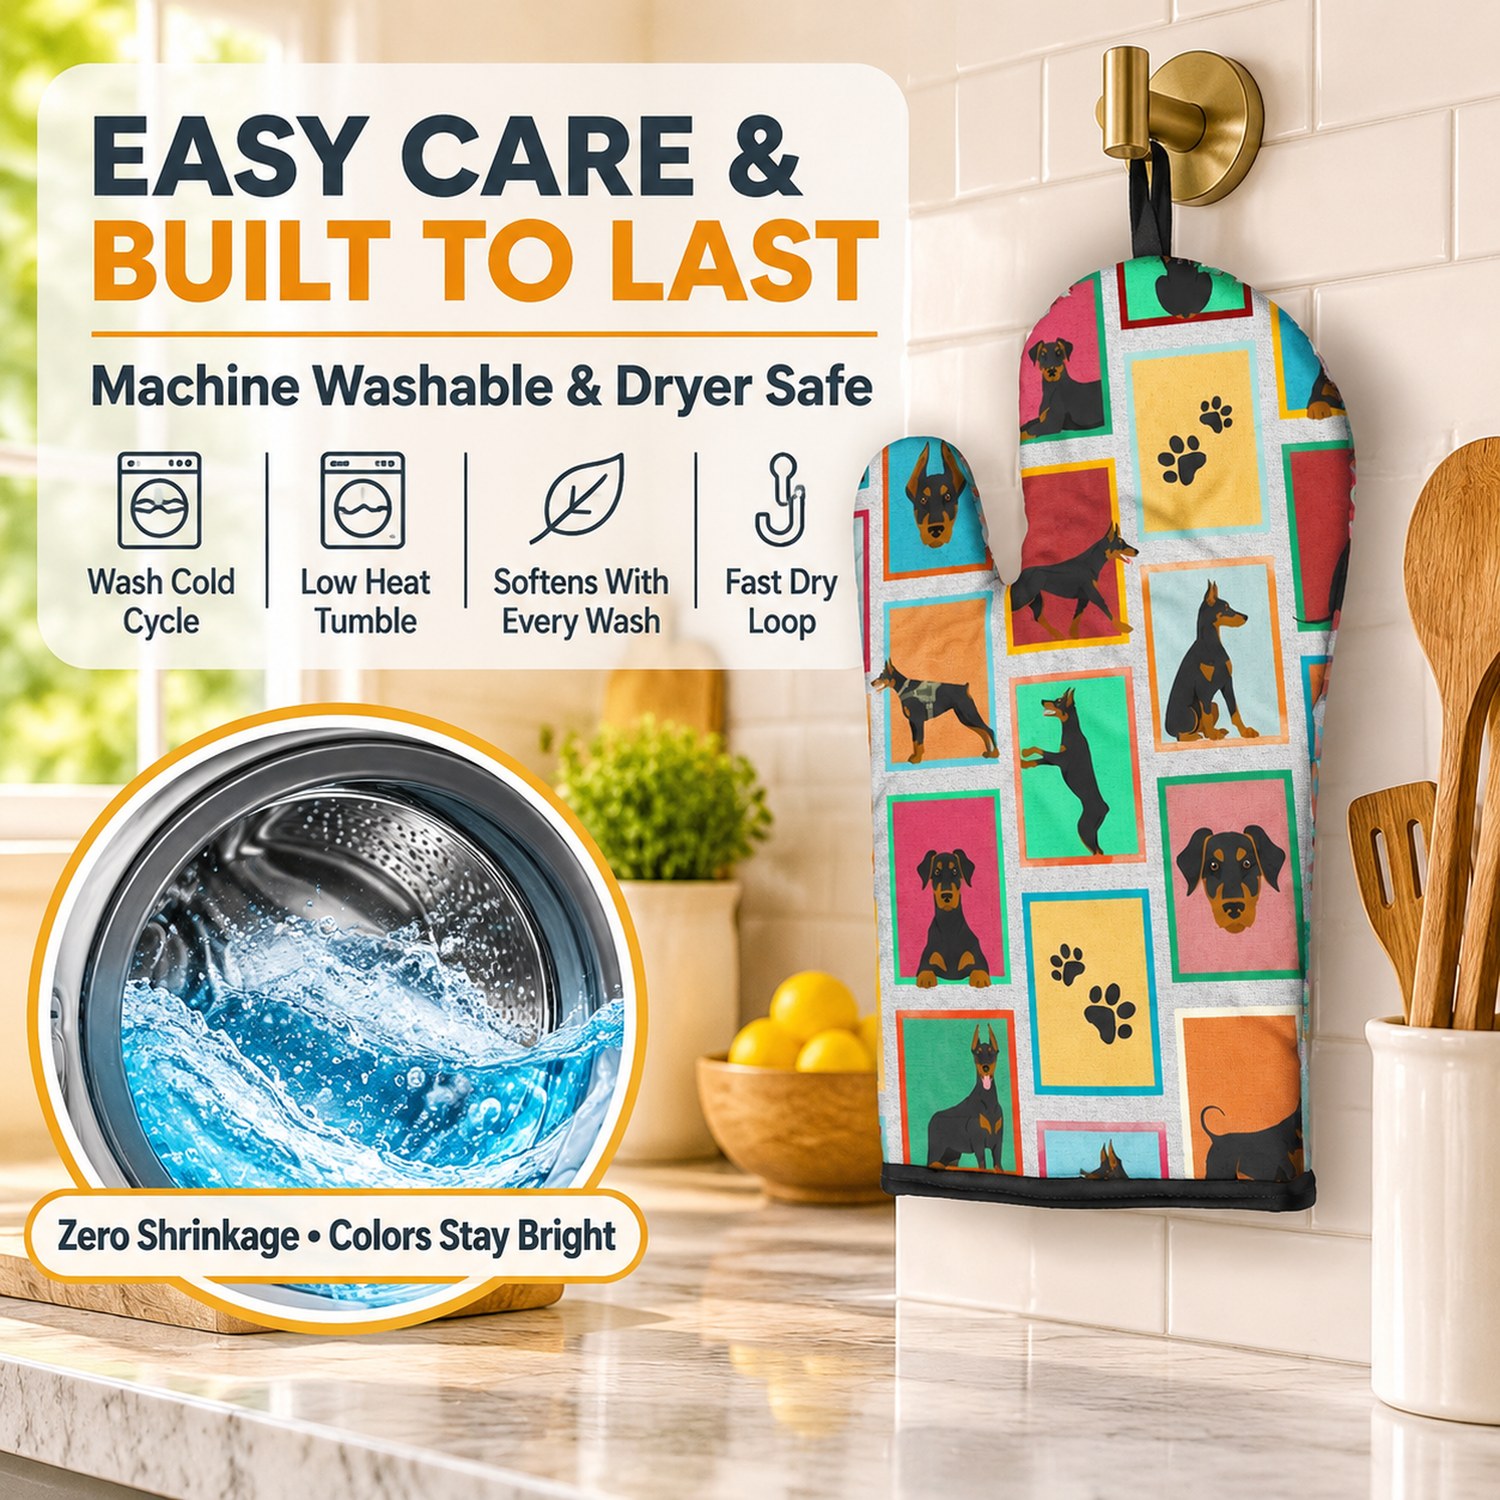 EASY CARE &
BUILT TO LAST
Machine Washable & Dryer Safe
Wash Cold
Cycle
Low Heat
Tumble
Softens With
Every Wash
Fast Dry
Loop
Zero Shrinkage • Colors Stay Bright